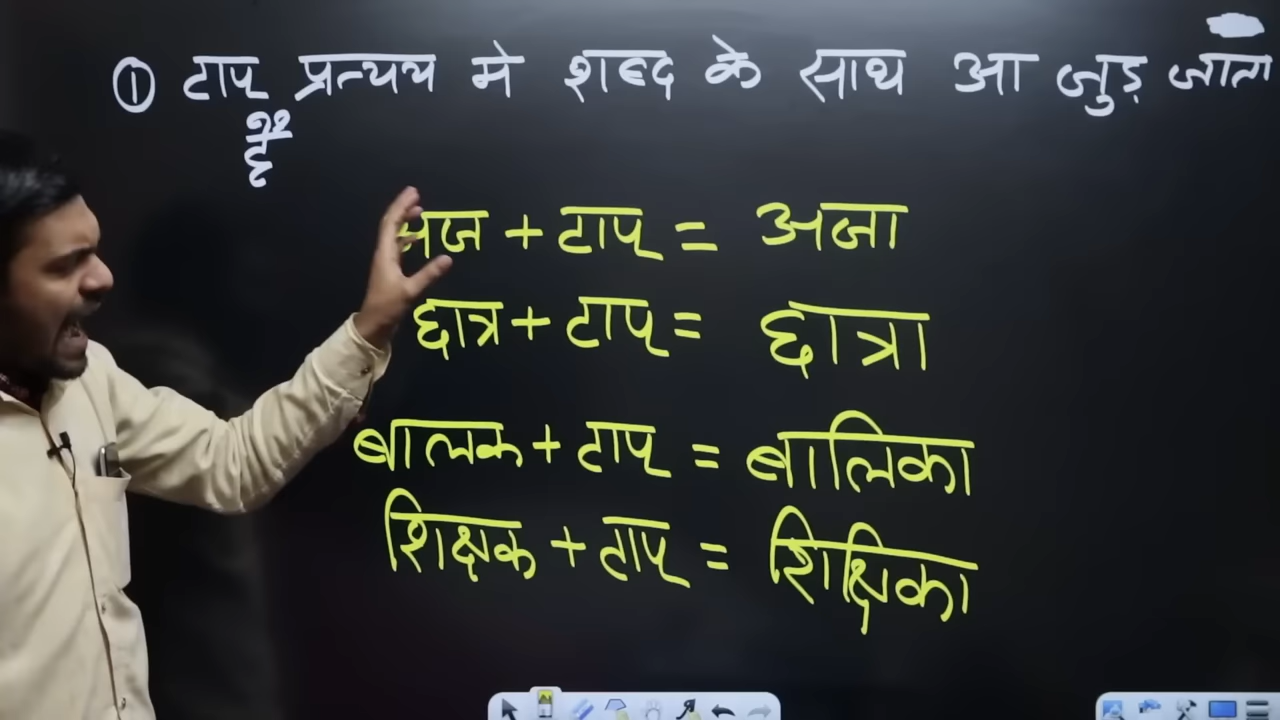 ① टाप् प्रत्यय मे शब्द के साथ आ जुड़ जाता
है
अज + टाप् = अजा
छात्र + टाप् = छात्रा
बालक + टाप् = बालिका
शिक्षक + टाप् = शिक्षिका